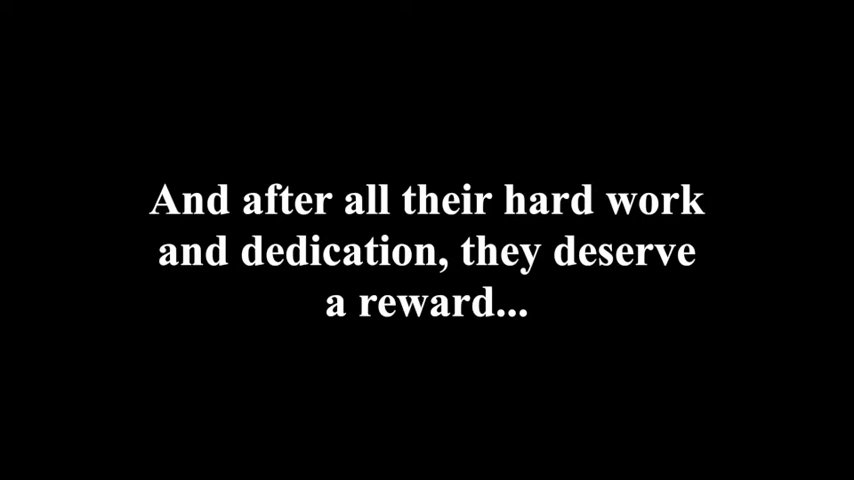 And after all their hard work
and dedication, they deserve
a reward...